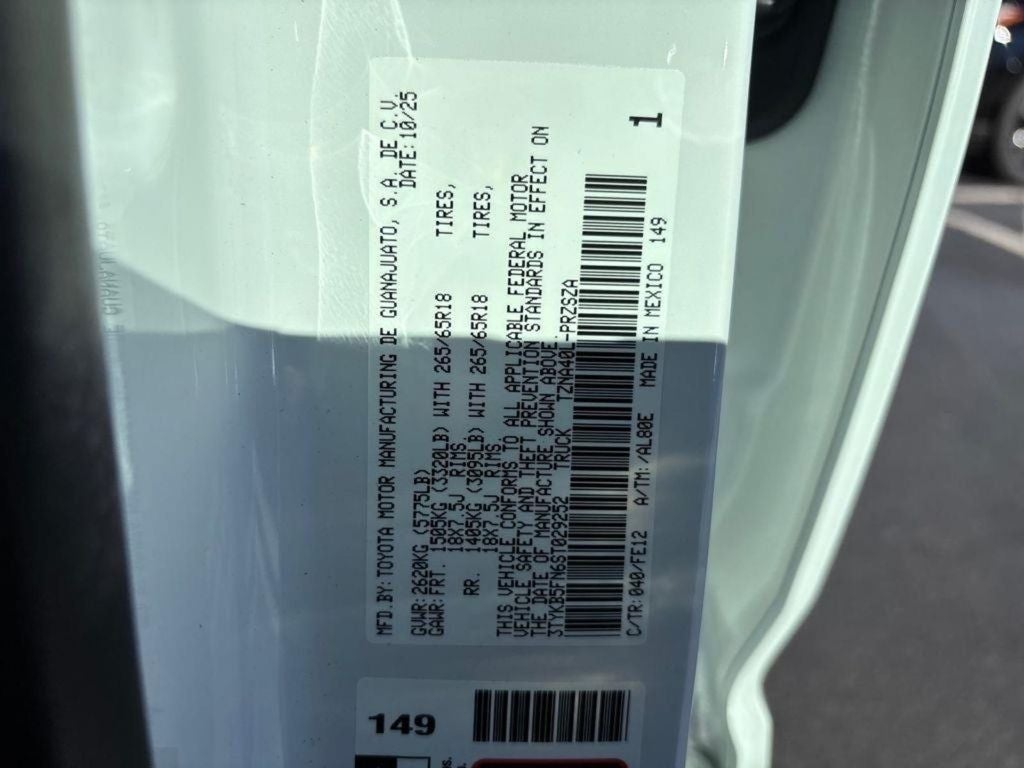 MFD.BY:TOYOTA MOTOR MANUFACTURING DE GUANAJUATO, S.A. DE C.V.
DATE:10/25
GVWR:2620KG (5775LB)
GAWR:FRT. 1505KG (3320LB) WITH 265/65R18 TIRES,
18X7.5J RIMS.
RR. 1405KG (3095LB) WITH 265/65R18 TIRES,
18X7.5J RIMS.
THIS VEHICLE CONFORMS TO ALL APPLICABLE FEDERAL MOTOR
VEHICLE SAFETY AND THEFT PREVENTION STANDARDS IN EFFECT ON
THE DATE OF MANUFACTURE SHOWN ABOVE.
3TYKB5FN6ST029252 TRUCK TZNA40L-PRZSZA
C/TR:040/FE12 A/TM:/AL80E MADE IN MEXICO 149
1
149